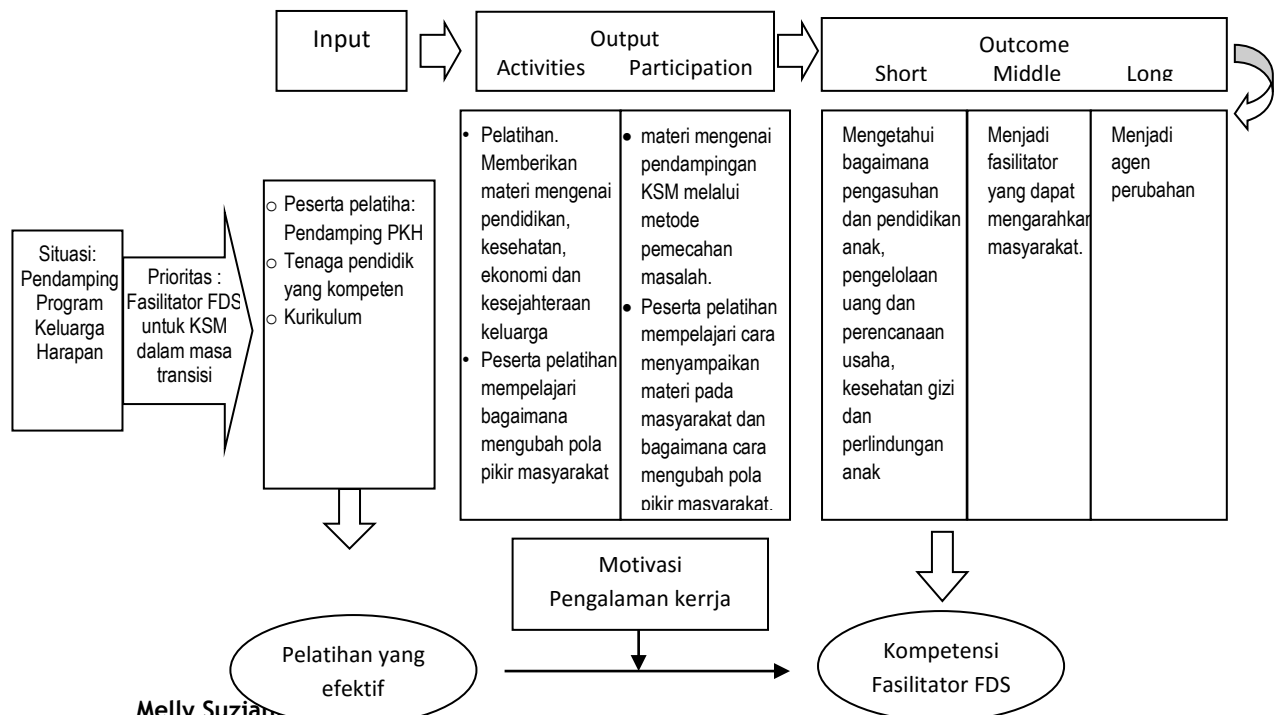 Input
Output
Activities Participation
Outcome
Short Middle Long
Situasi:
Pendamping
Program
Keluarga
Harapan
Prioritas :
Fasilitator FDS
untuk KSM
dalam masa
transisi
○ Peserta pelatiha:
Pendamping PKH
○ Tenaga pendidik
yang kompeten
○ Kurikulum
• Pelatihan.
Memberikan
materi mengenai
pendidikan,
kesehatan,
ekonomi dan
kesejahteraan
keluarga
• Peserta pelatihan
mempelajari
bagaimana
mengubah pola
pikir masyarakat
● materi mengenai
pendampingan
KSM melalui
metode
pemecahan
masalah.
● Peserta pelatihan
mempelajari cara
menyampaikan
materi pada
masyarakat dan
bagaimana cara
mengubah pola
pikir masyarakat.
Mengetahui
bagaimana
pengasuhan
dan pendidikan
anak,
pengelolaan
uang dan
perencanaan
usaha,
kesehatan gizi
dan
perlindungan
anak
Menjadi
fasilitator
yang dapat
mengarahkan
masyarakat.
Menjadi
agen
perubahan
Motivasi
Pengalaman kerrja
Pelatihan yang
efektif
Kompetensi
Fasilitator FDS
Melly